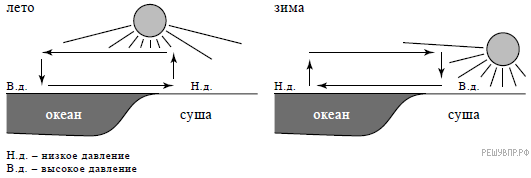 лето
зима
В.д. Н.д.
Н.д. В.д.
океан суша
океан суша
Н.д. – низкое давление
В.д. – высокое давление
РЕШУВПР.РФ